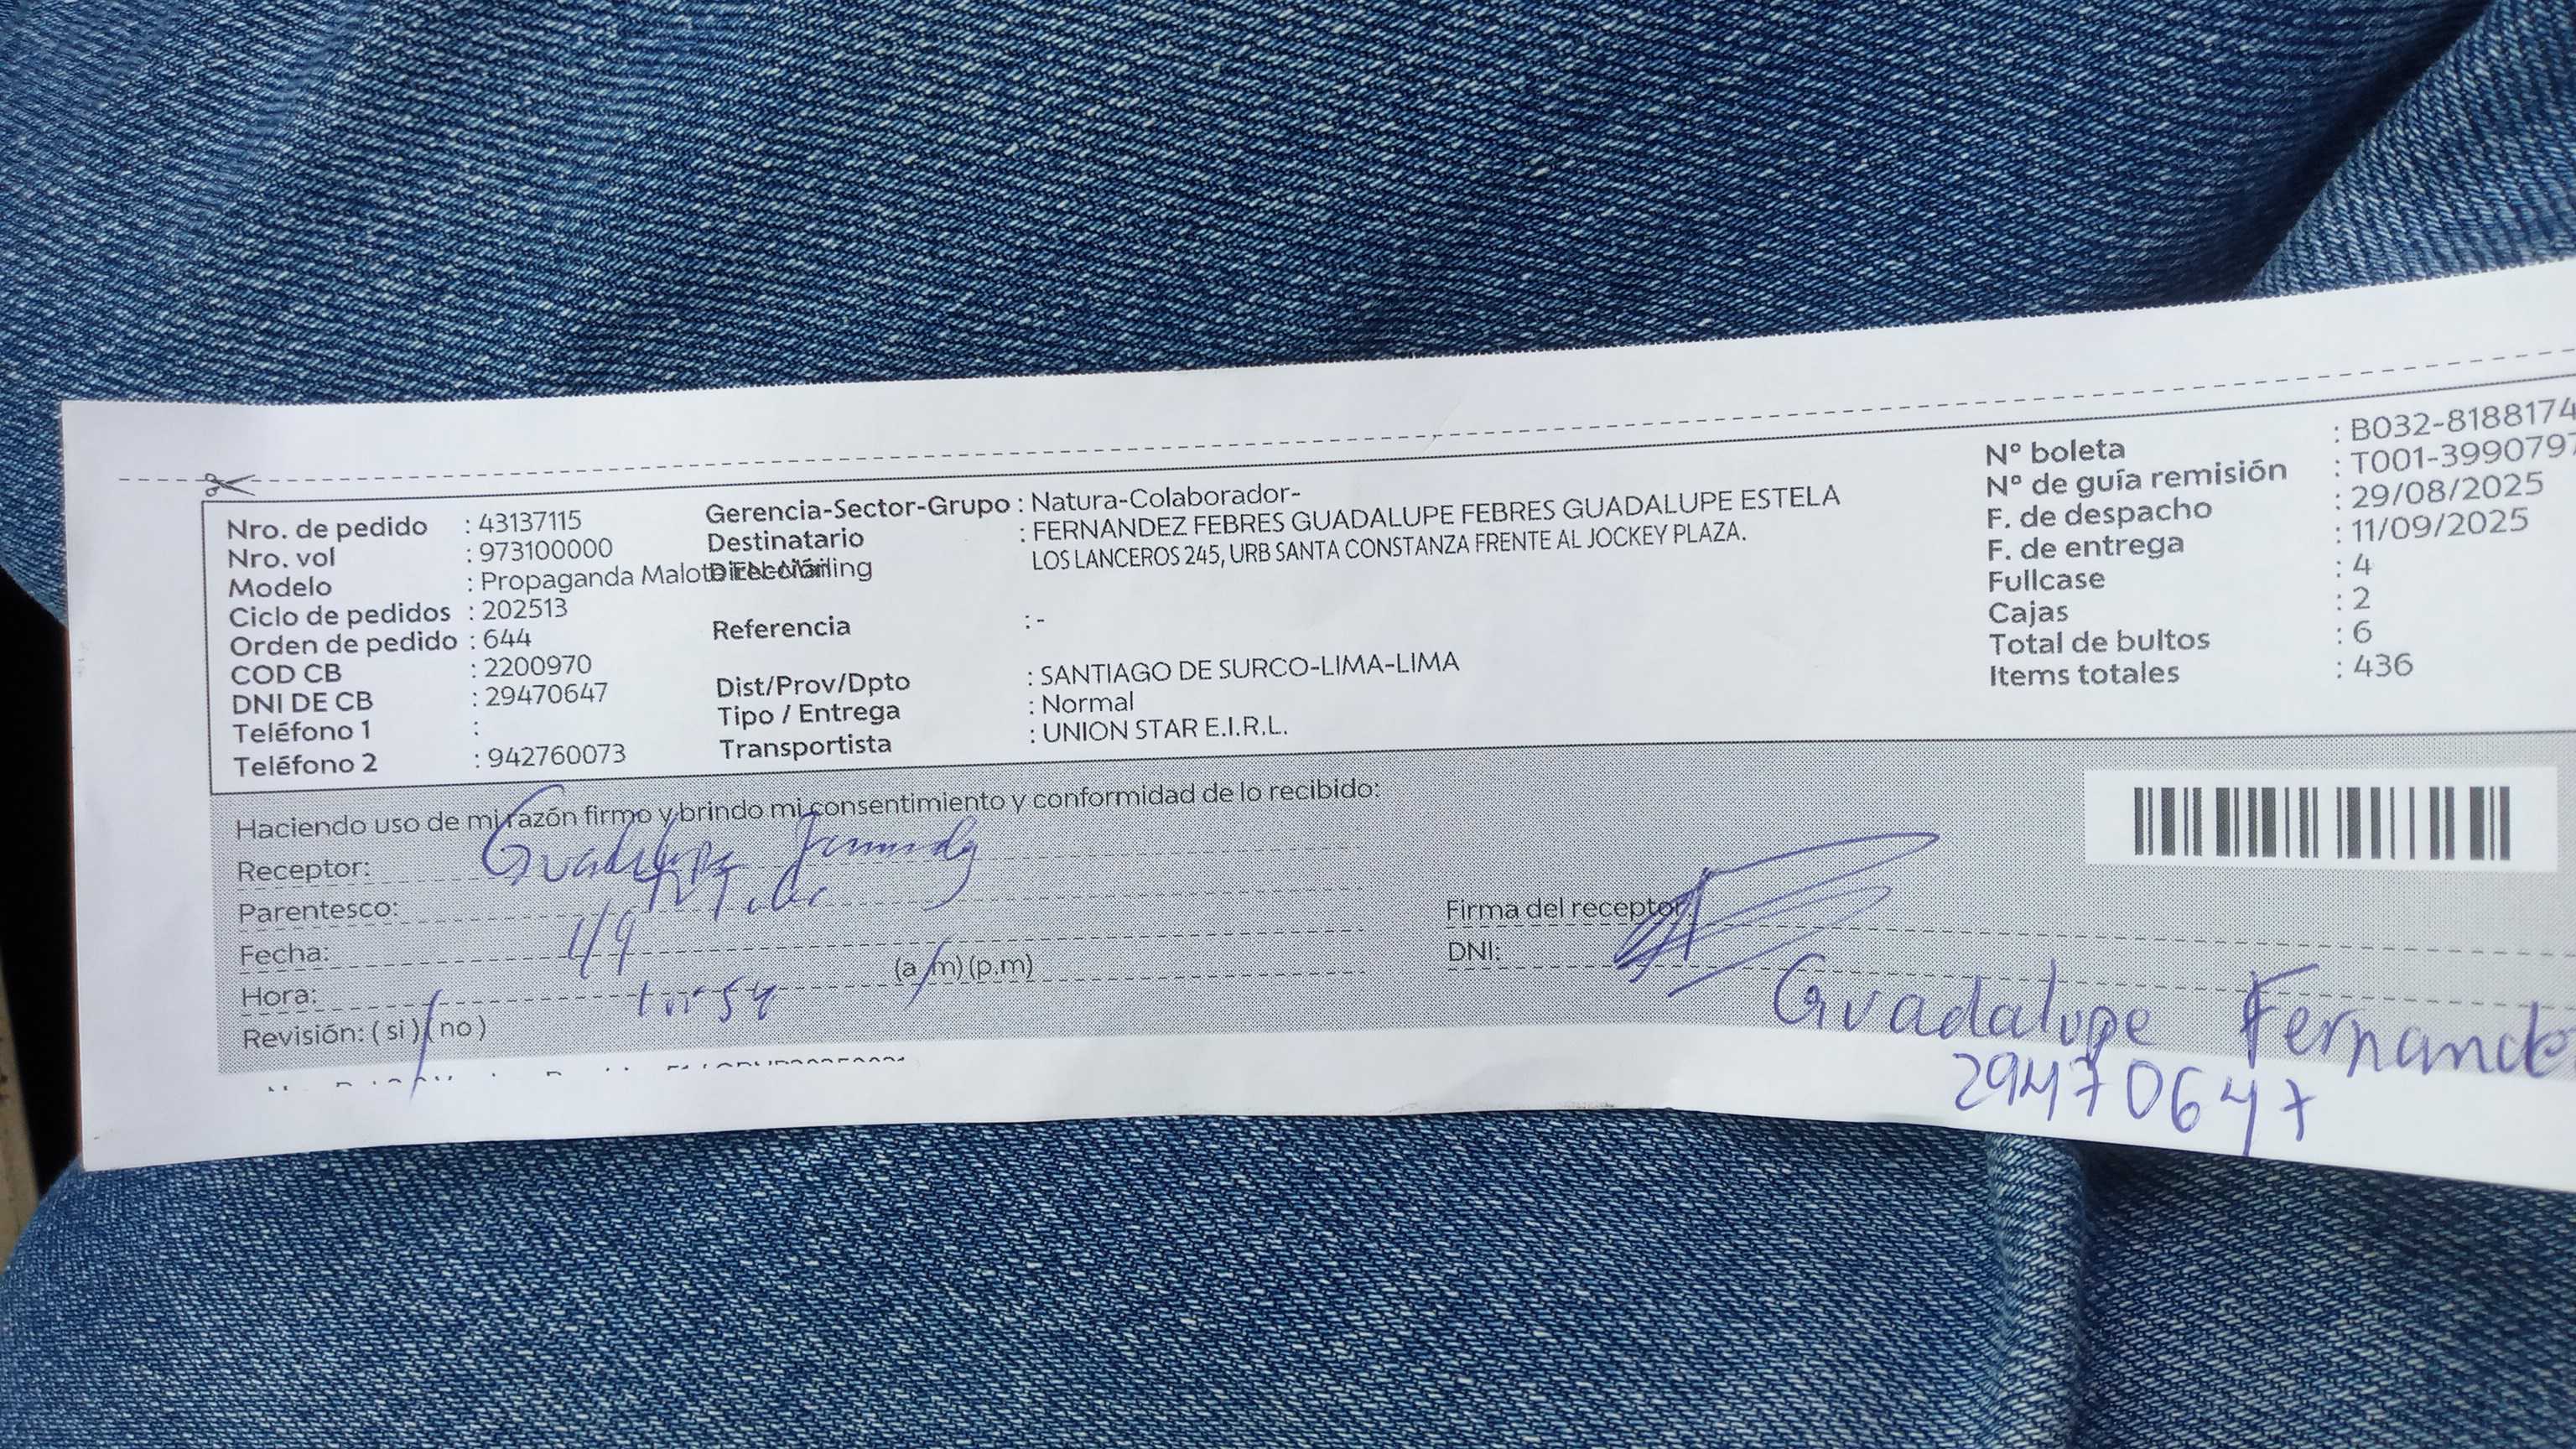 Nro. de pedido : 43137115
Nro. vol : 973100000
Modelo : Propaganda
Ciclo de pedidos : 202513
Orden de pedido : 644
COD CB : 2200970
DNI DE CB : 29470647
Teléfono 1 :
Teléfono 2 : 942760073
Gerencia-Sector-Grupo : Natura-Colaborador-
Destinatario : FERNANDEZ FEBRES GUADALUPE FEBRES GUADALUPE ESTELA
Dirección LOS LANCEROS 245, URB SANTA CONSTANZA FRENTE AL JOCKEY PLAZA.
Referencia : -
Dist/Prov/Dpto : SANTIAGO DE SURCO-LIMA-LIMA
Tipo / Entrega : Normal
Transportista : UNION STAR E.I.R.L.
Nº boleta : B032-8188174
Nº de guía remisión : T001-3990797
F. de despacho : 29/08/2025
F. de entrega : 11/09/2025
Fullcase : 4
Cajas : 2
Total de bultos : 6
Items totales : 436
Haciendo uso de mi razón firmo y brindo mi consentimiento y conformidad de lo recibido:
Receptor: Guadalupe
Parentesco:
Fecha:
Hora: (a.m) (p.m)
Revisión: ( si ) ( no )
Firma del receptor:
DNI:
Guadalupe
29470647